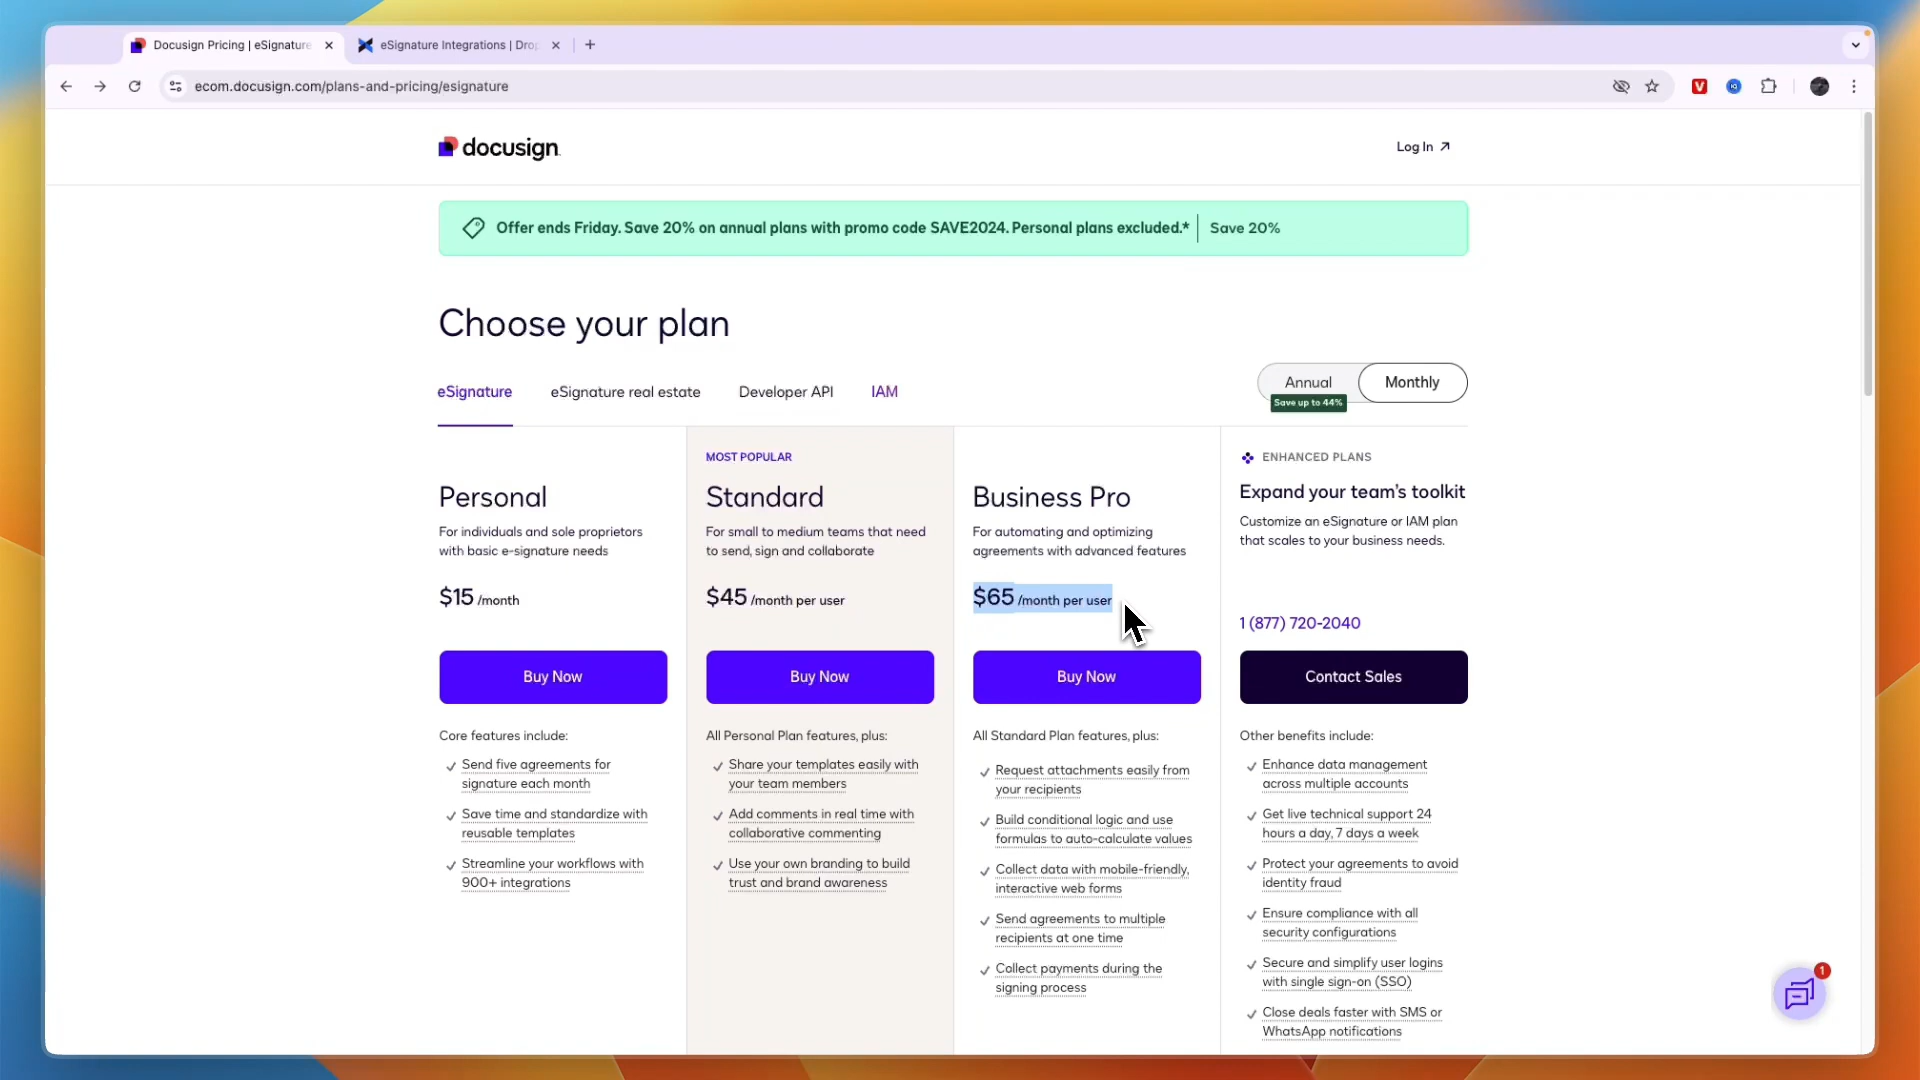 Docusign Pricing | eSignature
eSignature Integrations | Drop
ecom.docusign.com/plans-and-pricing/esignature
docusign
Log In
Offer ends Friday. Save 20% on annual plans with promo code SAVE2024. Personal plans excluded.*
Save 20%
Choose your plan
eSignature
eSignature real estate
Developer API
IAM
Annual
Save up to 44%
Monthly
Personal
For individuals and sole proprietors
with basic e-signature needs
$15 /month
Buy Now
Core features include:
Send five agreements for
signature each month
Save time and standardize with
reusable templates
Streamline your workflows with
900+ integrations
MOST POPULAR
Standard
For small to medium teams that need
to send, sign and collaborate
$45 /month per user
Buy Now
All Personal Plan features, plus:
Share your templates easily with
your team members
Add comments in real time with
collaborative commenting
Use your own branding to build
trust and brand awareness
Business Pro
For automating and optimizing
agreements with advanced features
$65 /month per user
Buy Now
All Standard Plan features, plus:
Request attachments easily from
your recipients
Build conditional logic and use
formulas to auto-calculate values
Collect data with mobile-friendly,
interactive web forms
Send agreements to multiple
recipients at one time
Collect payments during the
signing process
ENHANCED PLANS
Expand your team's toolkit
Customize an eSignature or IAM plan
that scales to your business needs.
1 (877) 720-2040
Contact Sales
Other benefits include:
Enhance data management
across multiple accounts
Get live technical support 24
hours a day, 7 days a week
Protect your agreements to avoid
identity fraud
Ensure compliance with all
security configurations
Secure and simplify user logins
with single sign-on (SSO)
Close deals faster with SMS or
WhatsApp notifications
1